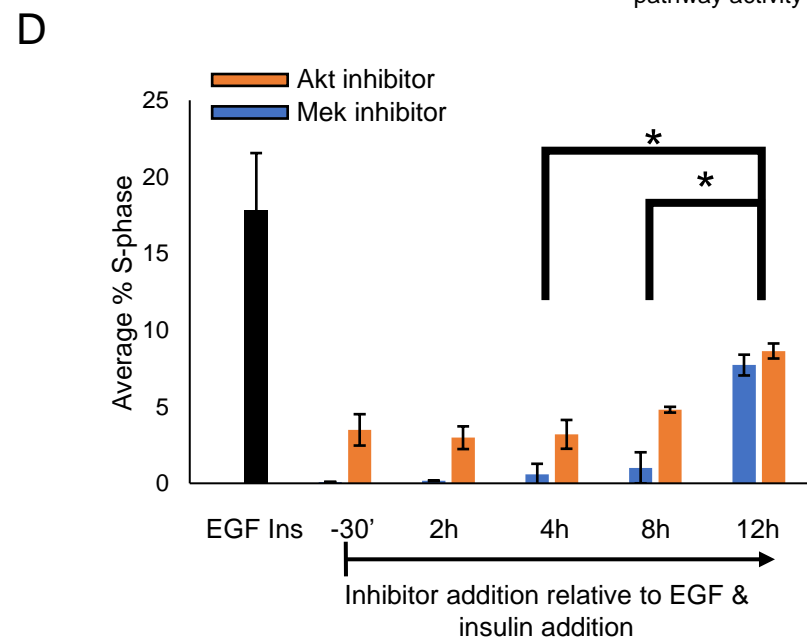 pathway activity
D
Akt inhibitor
Mek inhibitor
25
20
15
10
5
0
Average % S-phase
*
*
EGF Ins -30’ 2h 4h 8h 12h
Inhibitor addition relative to EGF &
insulin addition